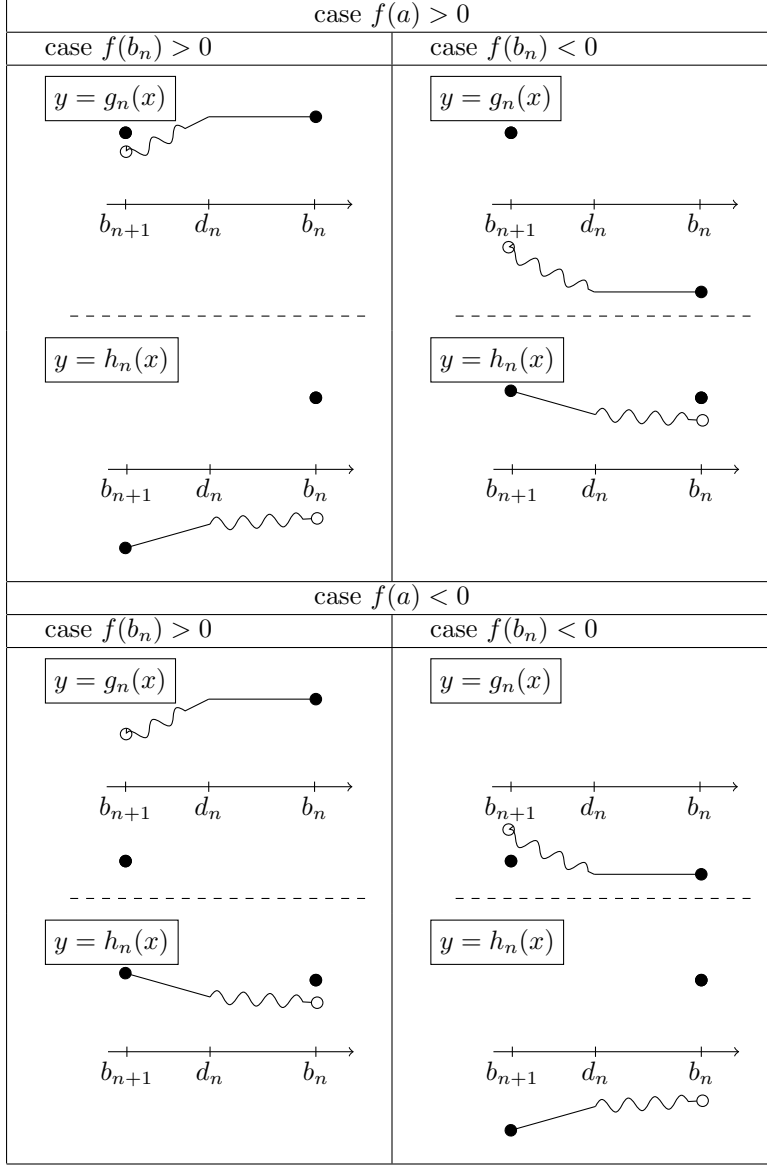 case f(a) > 0
case f(b_n) > 0
case f(b_n) < 0
y = g_n(x)
y = g_n(x)
b_{n+1} d_n b_n
b_{n+1} d_n b_n
y = h_n(x)
y = h_n(x)
b_{n+1} d_n b_n
b_{n+1} d_n b_n
case f(a) < 0
case f(b_n) > 0
case f(b_n) < 0
y = g_n(x)
y = g_n(x)
b_{n+1} d_n b_n
b_{n+1} d_n b_n
y = h_n(x)
y = h_n(x)
b_{n+1} d_n b_n
b_{n+1} d_n b_n